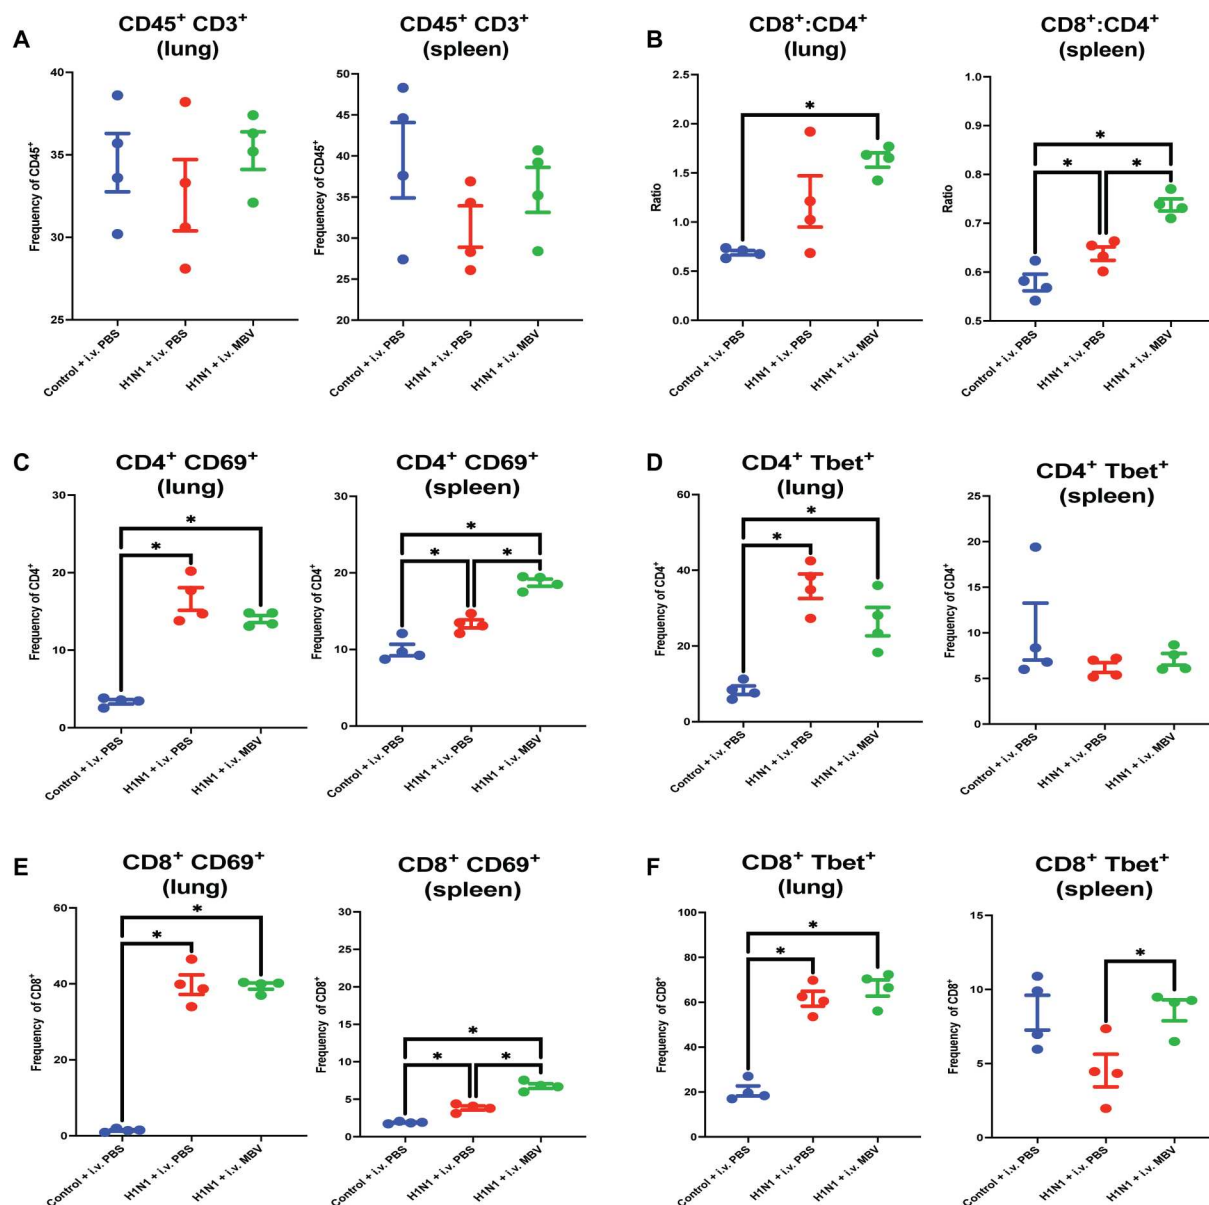 A
CD45⁺ CD3⁺
(lung)
Frequency of CD45⁺
40
35
30
25
Control + i.v. PBS
H1N1 + i.v. PBS
H1N1 + i.v. MBV
CD45⁺ CD3⁺
(spleen)
Frequencey of CD45⁺
50
45
40
35
30
25
20
Control + i.v. PBS
H1N1 + i.v. PBS
H1N1 + i.v. MBV
B
CD8⁺:CD4⁺
(lung)
Ratio
2.5
2.0
1.5
1.0
0.5
0.0
*
Control + i.v. PBS
H1N1 + i.v. PBS
H1N1 + i.v. MBV
CD8⁺:CD4⁺
(spleen)
Ratio
1.0
0.9
0.8
0.7
0.6
0.5
*
* *
Control + i.v. PBS
H1N1 + i.v. PBS
H1N1 + i.v. MBV
C
CD4⁺ CD69⁺
(lung)
Frequency of CD4⁺
30
20
10
0
*
*
Control + i.v. PBS
H1N1 + i.v. PBS
H1N1 + i.v. MBV
CD4⁺ CD69⁺
(spleen)
Frequency of CD4⁺
30
20
10
0
*
* *
Control + i.v. PBS
H1N1 + i.v. PBS
H1N1 + i.v. MBV
D
CD4⁺ Tbet⁺
(lung)
Frequency of CD4⁺
60
40
20
0
*
*
Control + i.v. PBS
H1N1 + i.v. PBS
H1N1 + i.v. MBV
CD4⁺ Tbet⁺
(spleen)
Frequency of CD4⁺
25
20
15
10
5
0
Control + i.v. PBS
H1N1 + i.v. PBS
H1N1 + i.v. MBV
E
CD8⁺ CD69⁺
(lung)
Frequency of CD8⁺
60
40
20
0
*
*
Control + i.v. PBS
H1N1 + i.v. PBS
H1N1 + i.v. MBV
CD8⁺ CD69⁺
(spleen)
Frequency of CD8⁺
30
25
20
15
10
5
0
*
* *
Control + i.v. PBS
H1N1 + i.v. PBS
H1N1 + i.v. MBV
F
CD8⁺ Tbet⁺
(lung)
Frequency of CD8⁺
100
80
60
40
20
0
*
*
Control + i.v. PBS
H1N1 + i.v. PBS
H1N1 + i.v. MBV
CD8⁺ Tbet⁺
(spleen)
Frequency of CD8⁺
15
10
5
0
*
Control + i.v. PBS
H1N1 + i.v. PBS
H1N1 + i.v. MBV